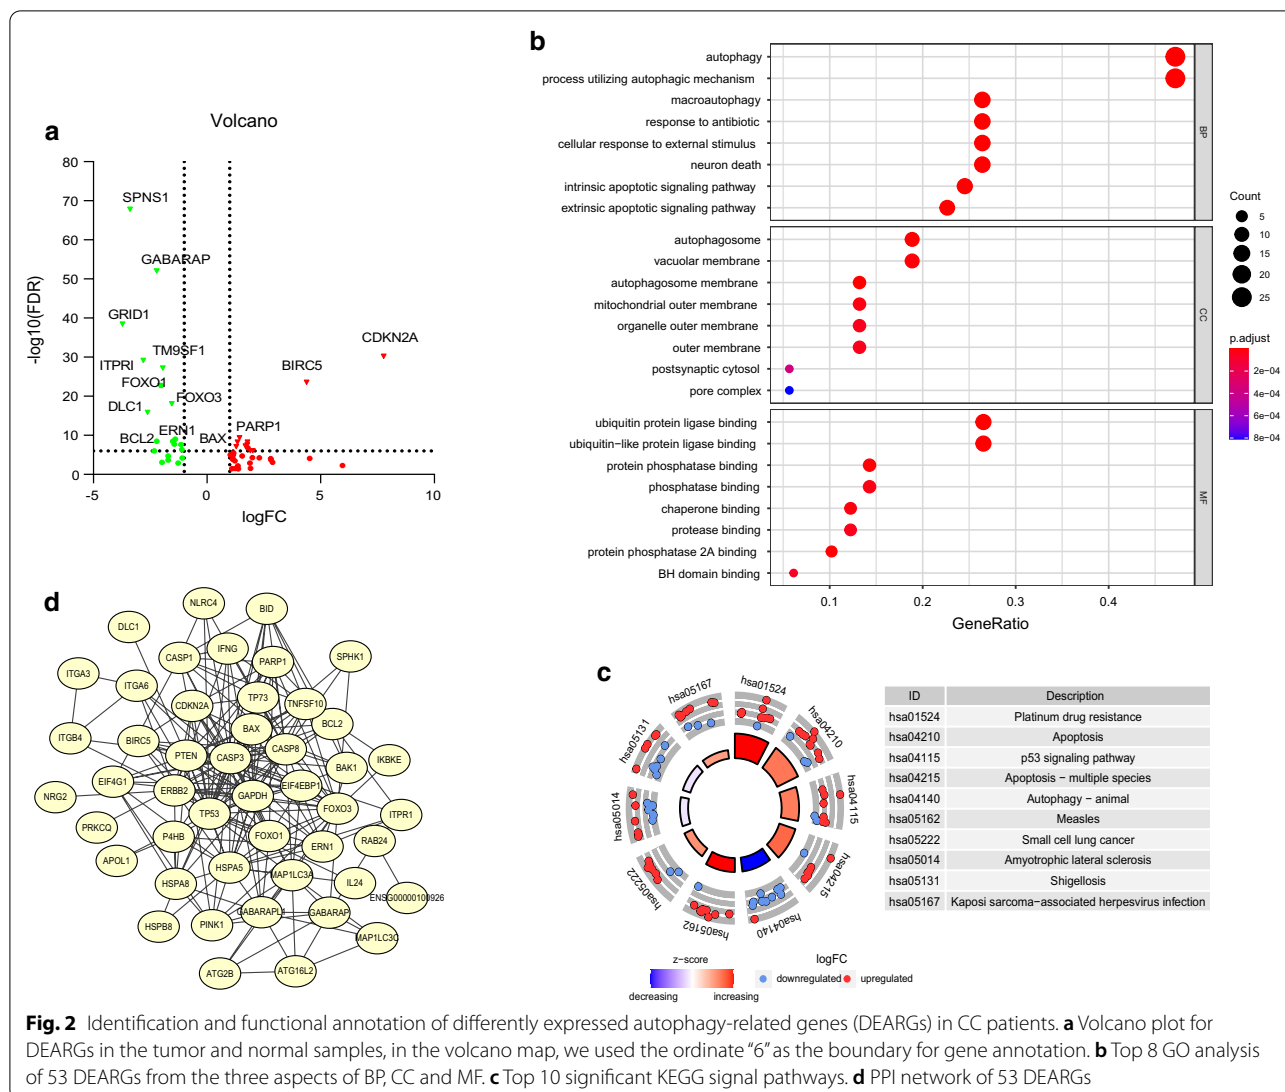 a
Volcano
80
70
60
50
40
30
20
10
0
-log10(FDR)
-5
0
5
10
logFC
SPNS1
GABARAP
GRID1
CDKN2A
TM9SF1
ITPRI
BIRC5
FOXO1
FOXO3
DLC1
ERN1
PARP1
BCL2
BAX
b
autophagy
process utilizing autophagic mechanism
macroautophagy
response to antibiotic
cellular response to external stimulus
neuron death
intrinsic apoptotic signaling pathway
extrinsic apoptotic signaling pathway
BP
autophagosome
vacuolar membrane
autophagosome membrane
mitochondrial outer membrane
organelle outer membrane
outer membrane
postsynaptic cytosol
pore complex
CC
ubiquitin protein ligase binding
ubiquitin-like protein ligase binding
protein phosphatase binding
phosphatase binding
chaperone binding
protease binding
protein phosphatase 2A binding
BH domain binding
MF
0.1
0.2
0.3
0.4
GeneRatio
Count
5
10
15
20
25
p.adjust
2e−04
4e−04
6e−04
8e−04
d
NLRC4
BID
DLC1
CASP1
IFNG
PARP1
SPHK1
ITGA3
ITGA6
TP73
CDKN2A
TNFSF10
BCL2
ITGB4
BIRC5
BAX
CASP8
PTEN
CASP3
BAK1
IKBKE
NRG2
EIF4G1
ERBB2
GAPDH
EIF4EBP1
FOXO3
ITPR1
PRKCQ
TP53
P4HB
FOXO1
ERN1
RAB24
APOL1
HSPA5
MAP1LC3A
HSPA8
IL24
ENSG00000100926
HSPB8
PINK1
GABARAPL1
GABARAP
MAP1LC3C
ATG2B
ATG16L2
c
hsa01524
hsa04210
hsa04115
hsa04215
hsa04140
hsa05162
hsa05222
hsa05014
hsa05131
hsa05167
z−score
decreasing
increasing
logFC
downregulated
upregulated
ID Description
hsa01524 Platinum drug resistance
hsa04210 Apoptosis
hsa04115 p53 signaling pathway
hsa04215 Apoptosis − multiple species
hsa04140 Autophagy − animal
hsa05162 Measles
hsa05222 Small cell lung cancer
hsa05014 Amyotrophic lateral sclerosis
hsa05131 Shigellosis
hsa05167 Kaposi sarcoma−associated herpesvirus infection
Fig. 2 Identification and functional annotation of differently expressed autophagy-related genes (DEARGs) in CC patients. a Volcano plot for
DEARGs in the tumor and normal samples, in the volcano map, we used the ordinate “6” as the boundary for gene annotation. b Top 8 GO analysis
of 53 DEARGs from the three aspects of BP, CC and MF. c Top 10 significant KEGG signal pathways. d PPI network of 53 DEARGs